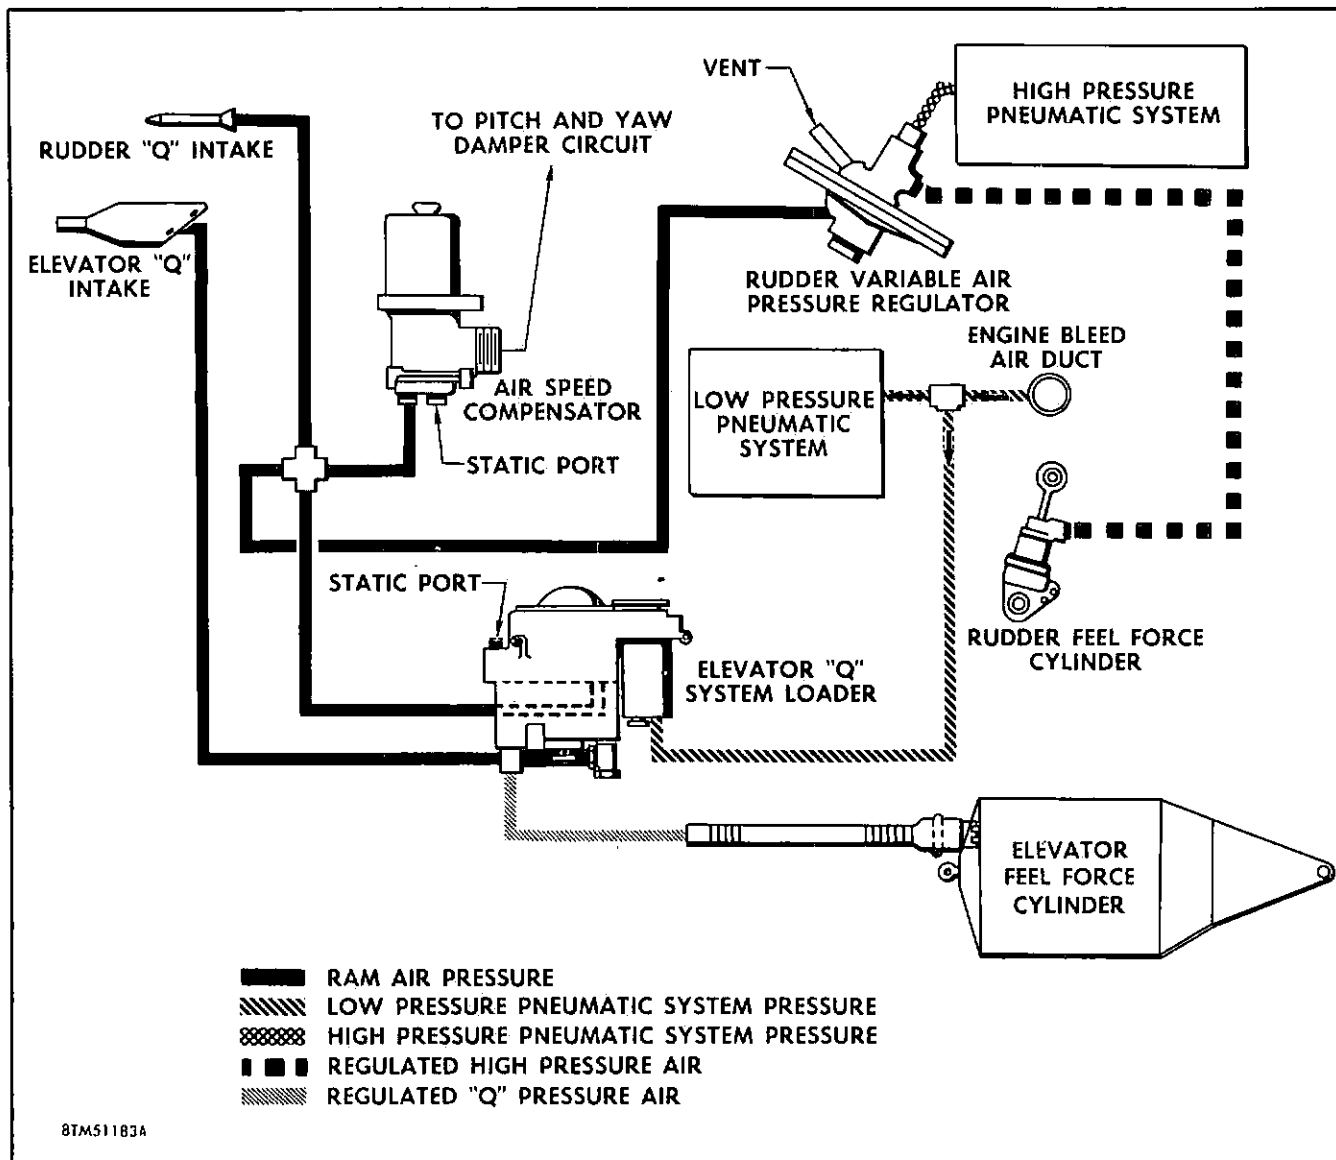 VENT
HIGH PRESSURE
PNEUMATIC SYSTEM
TO PITCH AND YAW
DAMPER CIRCUIT
RUDDER "Q" INTAKE
ELEVATOR "Q"
INTAKE
RUDDER VARIABLE AIR
PRESSURE REGULATOR
ENGINE BLEED
AIR DUCT
AIR SPEED
COMPENSATOR
LOW PRESSURE
PNEUMATIC
SYSTEM
STATIC PORT
STATIC PORT
RUDDER FEEL FORCE
CYLINDER
ELEVATOR "Q"
SYSTEM LOADER
ELEVATOR
FEEL FORCE
CYLINDER
RAM AIR PRESSURE
LOW PRESSURE PNEUMATIC SYSTEM PRESSURE
HIGH PRESSURE PNEUMATIC SYSTEM PRESSURE
REGULATED HIGH PRESSURE AIR
REGULATED "Q" PRESSURE AIR
8TM51183A